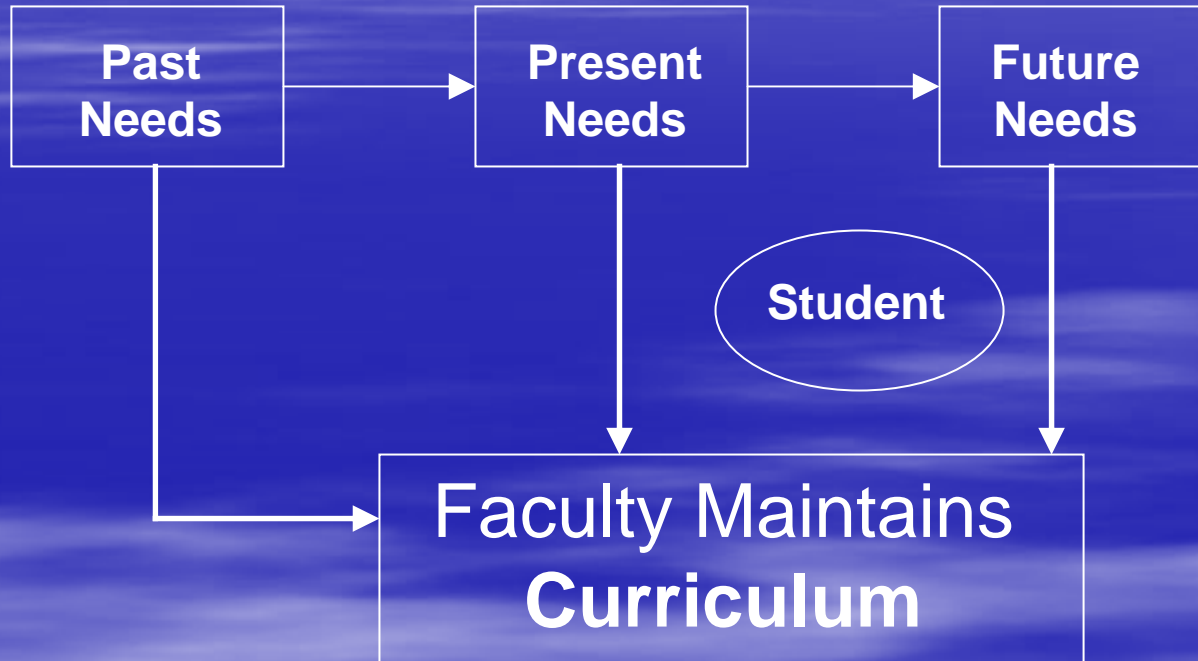 Past
Needs
Present
Needs
Future
Needs
Student
Faculty Maintains
Curriculum